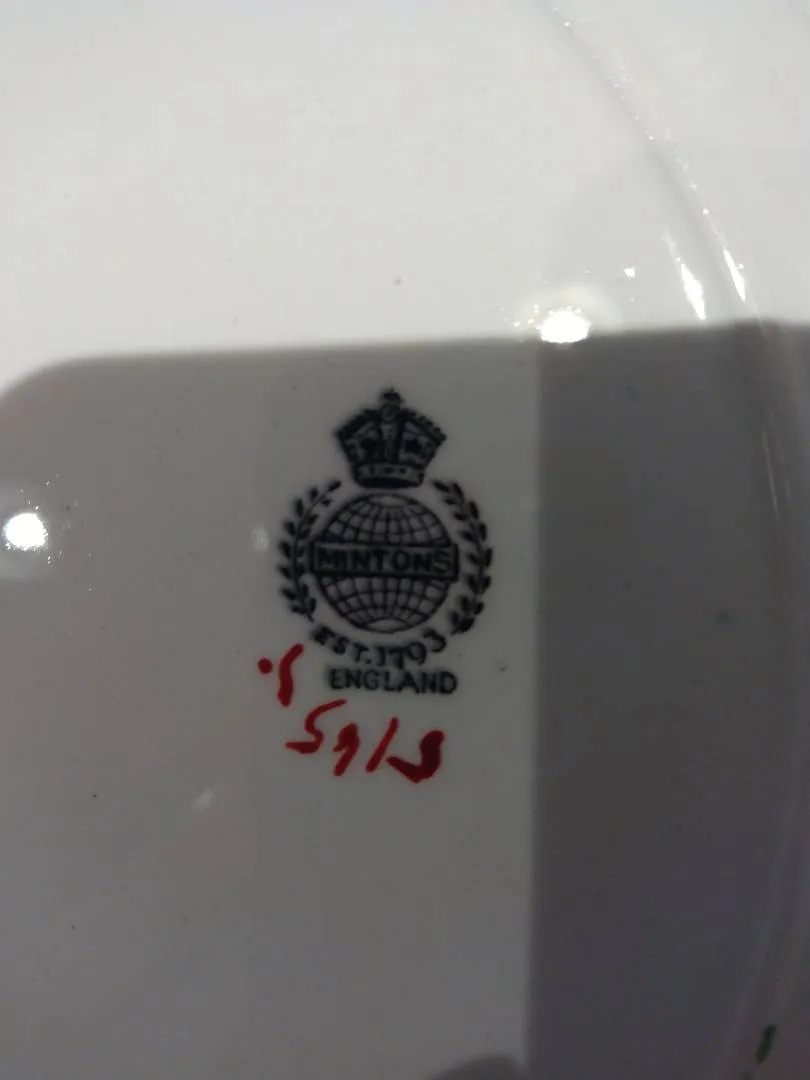 MINTONS
EST. 1793
ENGLAND